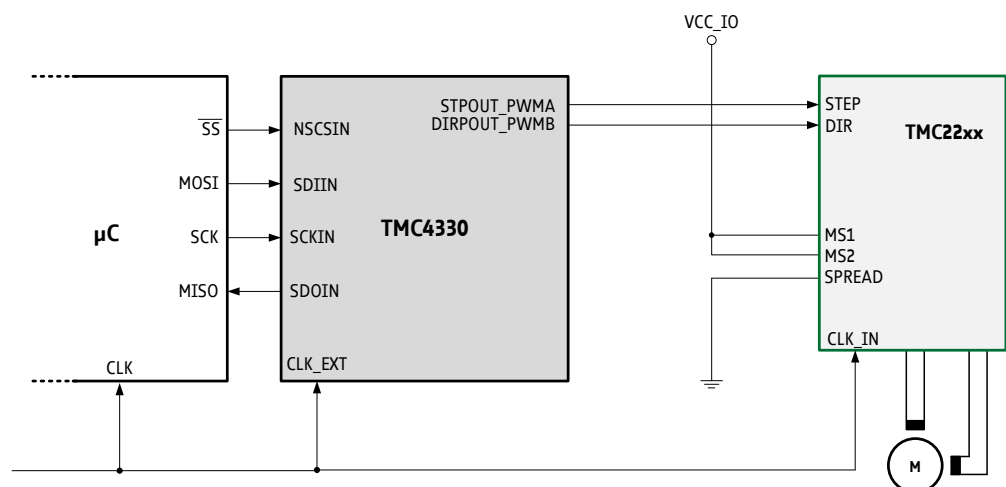 VCC_IO
STPOUT_PWMA
DIRPOUT_PWMB
STEP
DIR
TMC22xx
SS
NSCSIN
MOSI
SDIIN
µC
SCK
SCKIN
TMC4330
MS1
MS2
SPREAD
MISO
SDOIN
CLK
CLK_EXT
CLK_IN
M